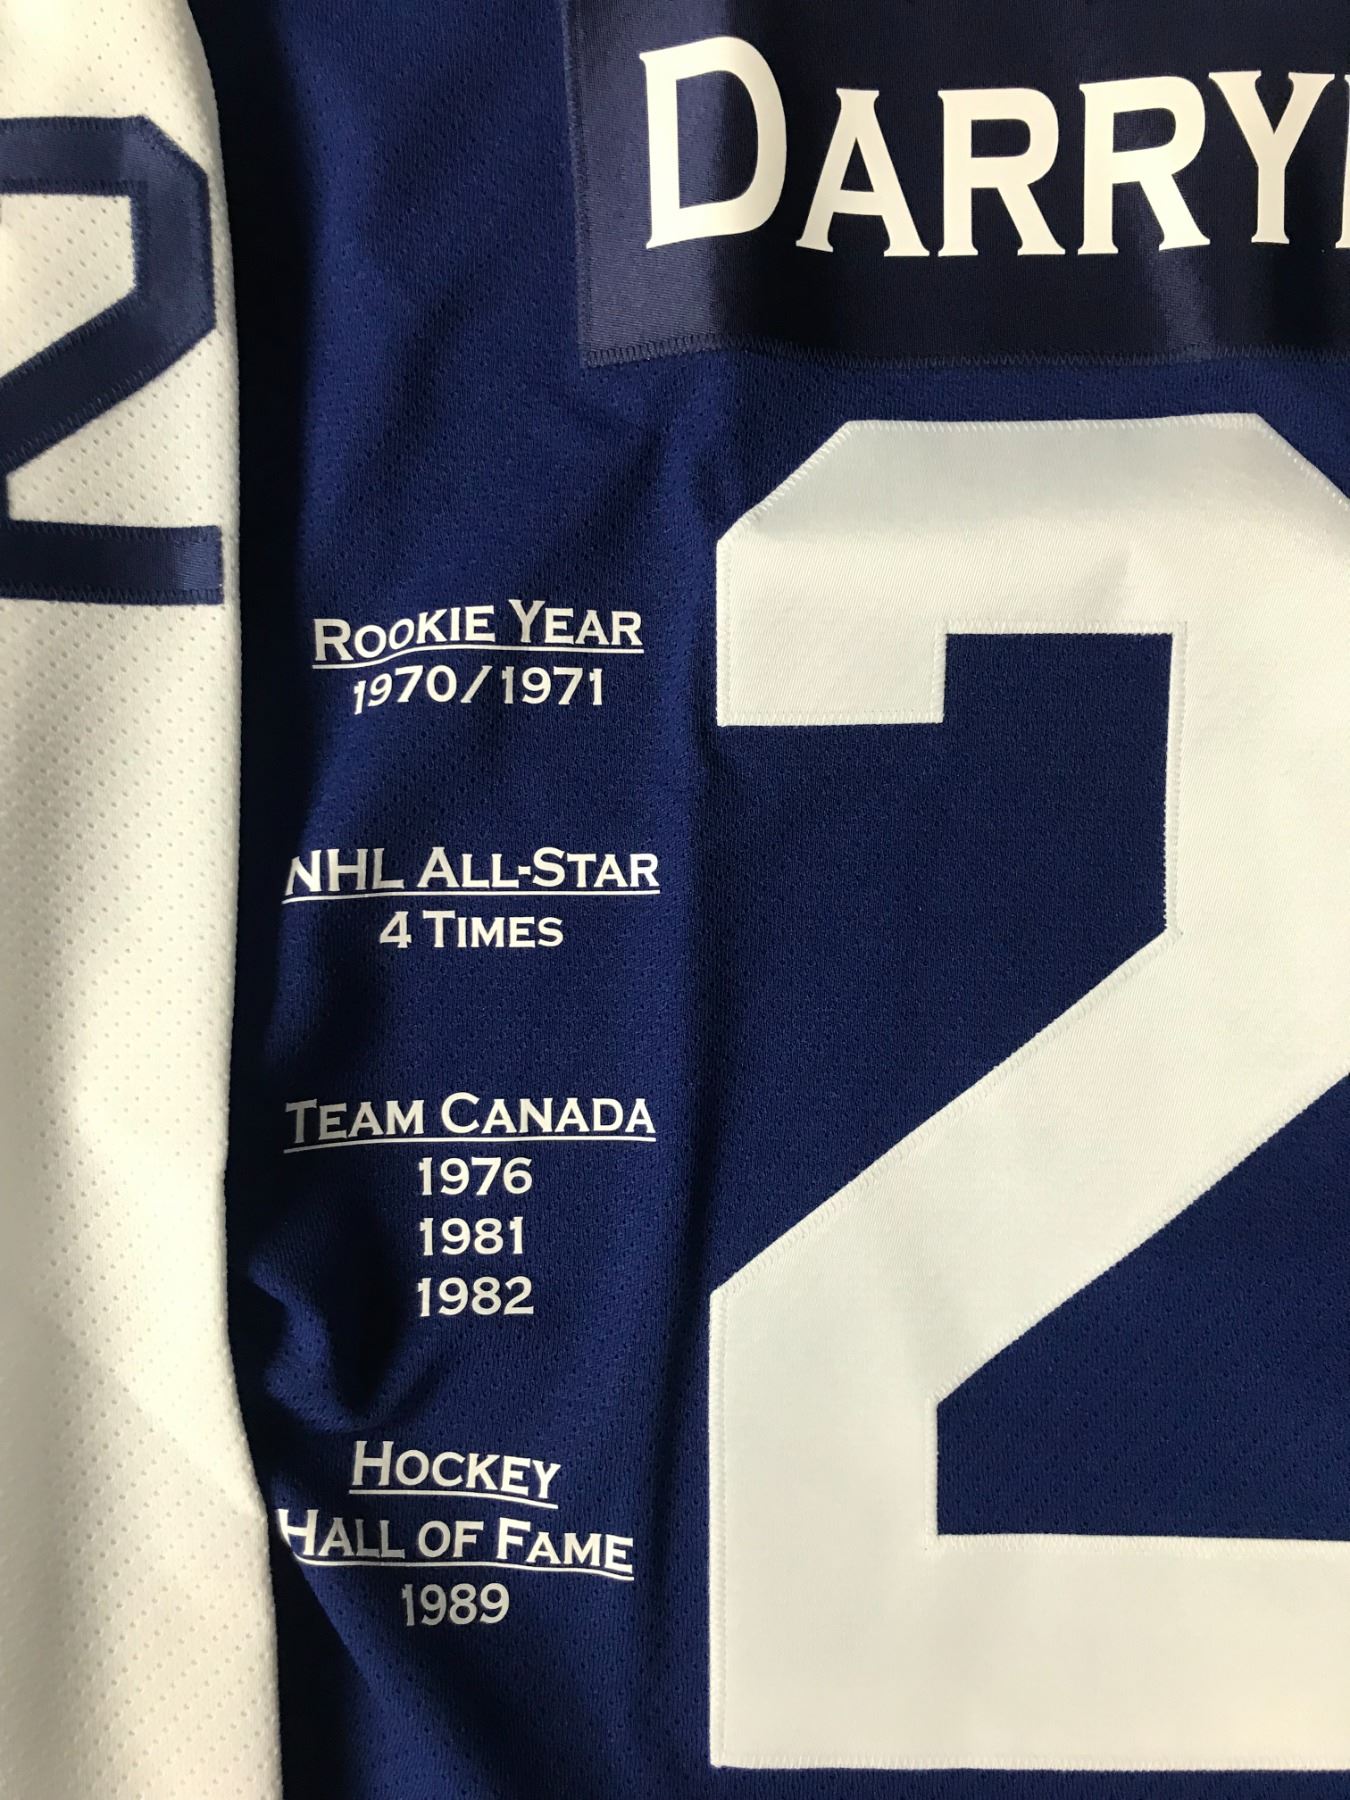 DARRY
2
2
ROOKIE YEAR
1970/1971
NHL ALL-STAR
4 TIMES
TEAM CANADA
1976
1981
1982
HOCKEY
HALL OF FAME
1989